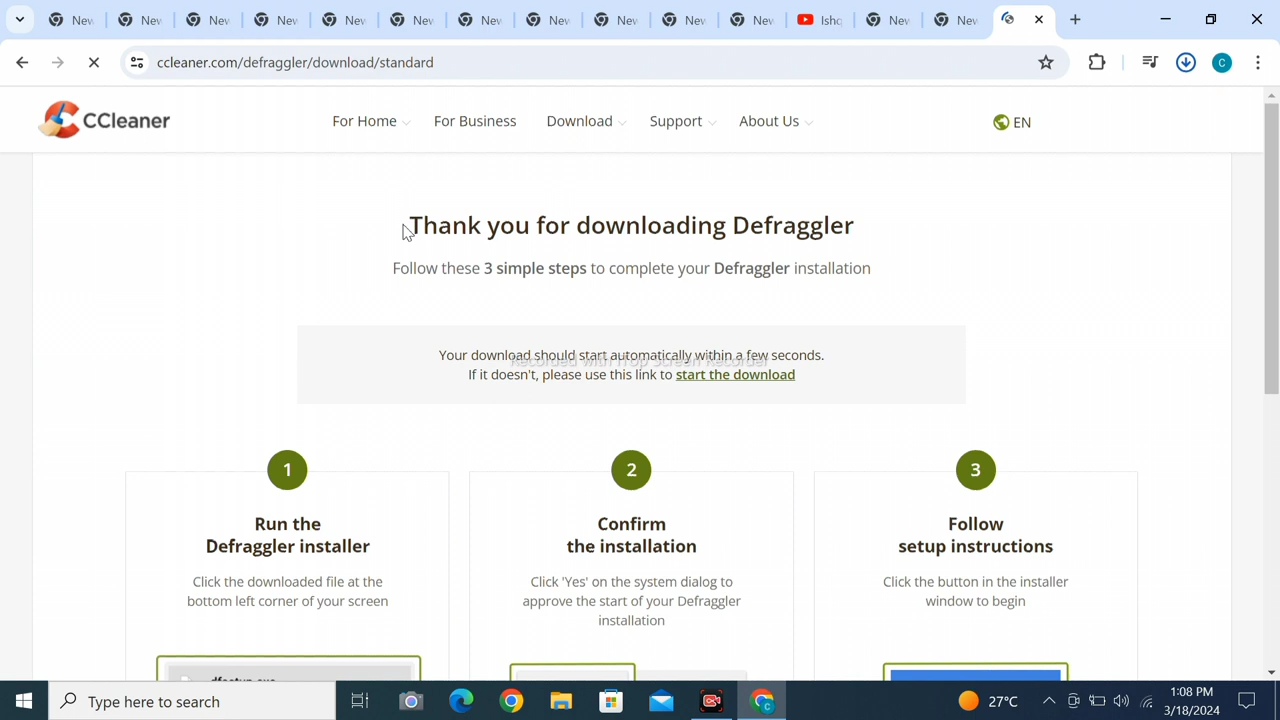 New
New
New
New
New
New
New
New
New
New
New
Ishq
New
New
ccleaner.com/defraggler/download/standard
C
CCleaner
For Home
For Business
Download
Support
About Us
EN
Thank you for downloading Defraggler
Follow these 3 simple steps to complete your Defraggler installation
Your download should start automatically within a few seconds.
Recorded with iTop Screen Recorder
If it doesn't, please use this link to start the download
1
2
3
Run the
Defraggler installer
Click the downloaded file at the
bottom left corner of your screen
Confirm
the installation
Click 'Yes' on the system dialog to
approve the start of your Defraggler
installation
Follow
setup instructions
Click the button in the installer
window to begin
Type here to search
C
27°C
1:08 PM
3/18/2024